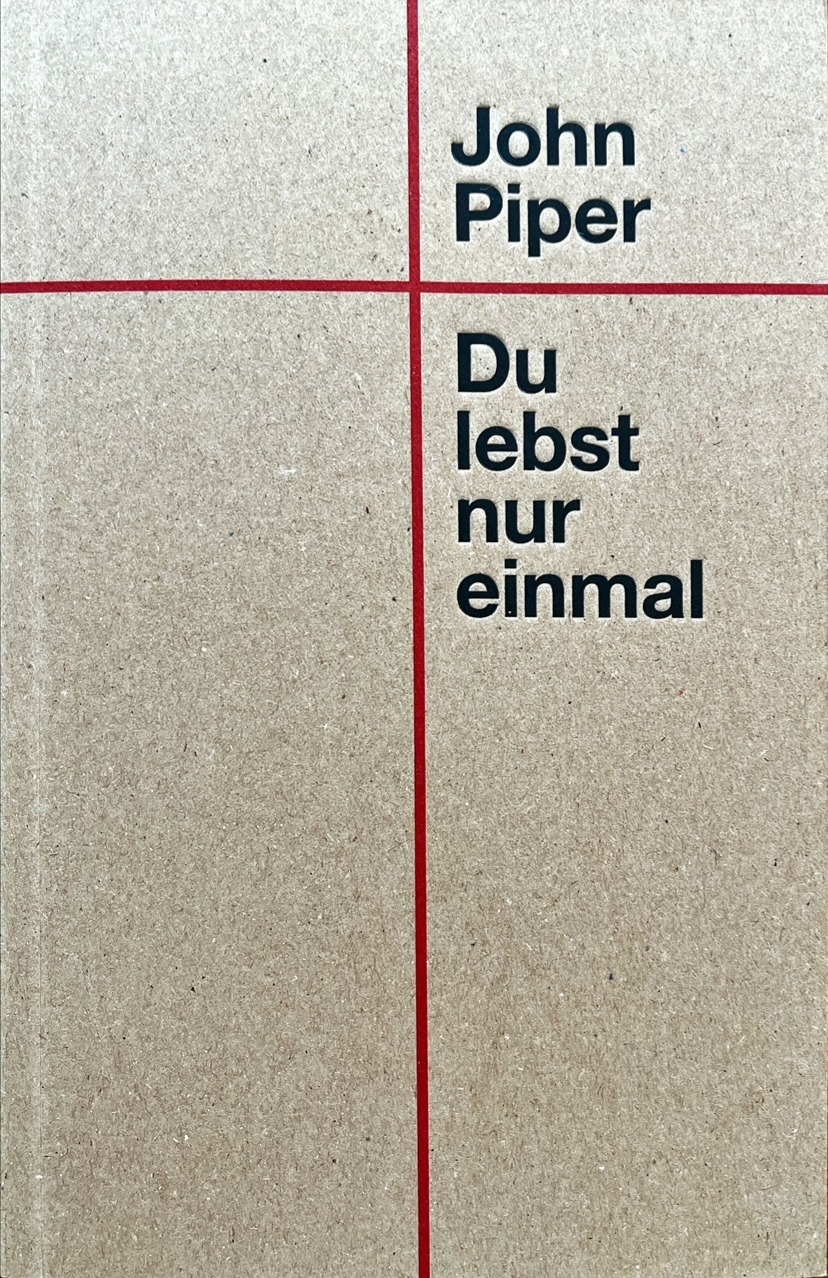 John
Piper
Du
lebst
nur
einmal